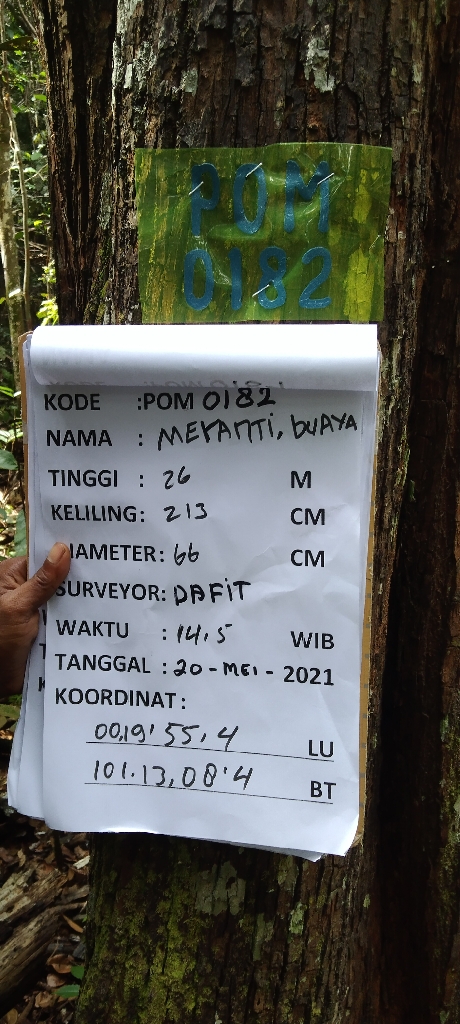 POM
0182
KODE :POM 0182
NAMA : MERANTI, BUAYA
TINGGI : 26 M
KELILING: 213 CM
IAMETER: 66 CM
SURVEYOR: DAFIT
WAKTU : 14.5 WIB
TANGGAL : 20 - MEI - 2021
KOORDINAT:
00.19' 55.4 LU
101.13,08'4 BT